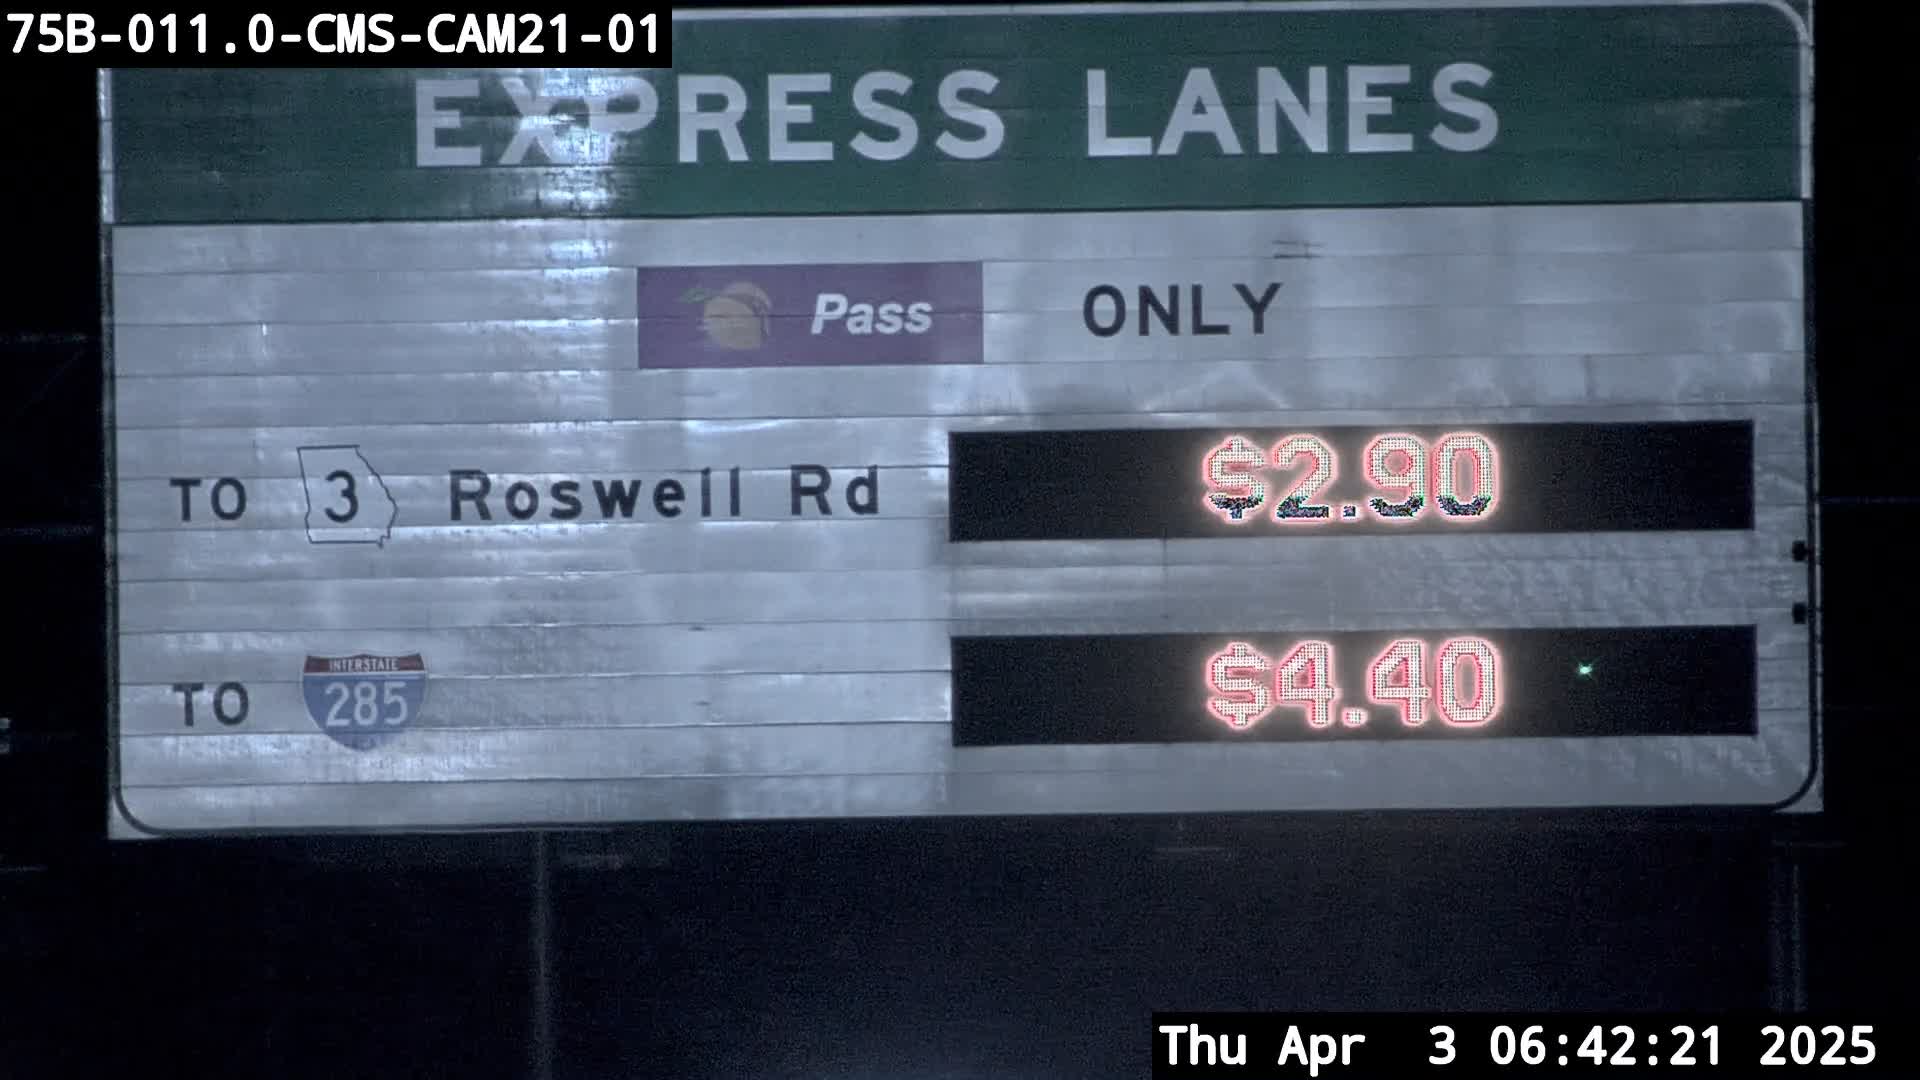 75B-011.0-CMS-CAM21-01
EXPRESS LANES
Pass ONLY
TO 3 Roswell Rd $2.90
TO INTERSTATE 285 $4.40
Thu Apr 3 06:42:21 2025